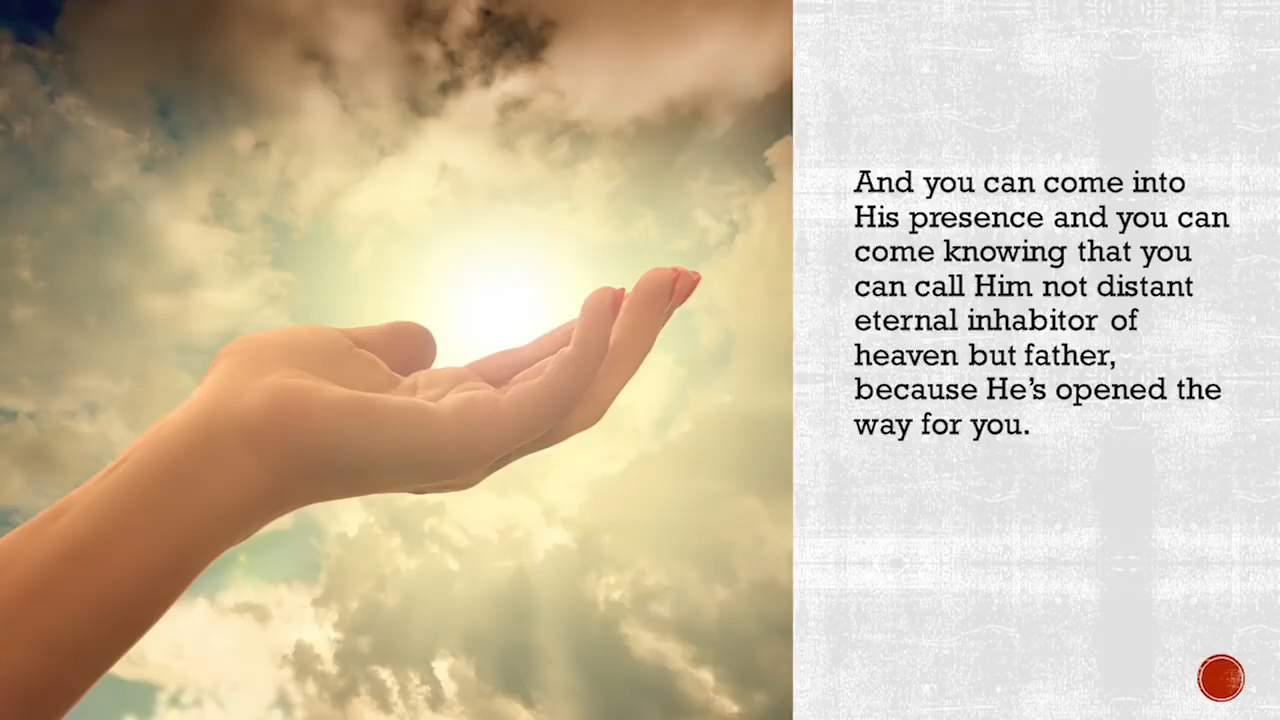 And you can come into
His presence and you can
come knowing that you
can call Him not distant
eternal inhabitor of
heaven but father,
because He’s opened the
way for you.